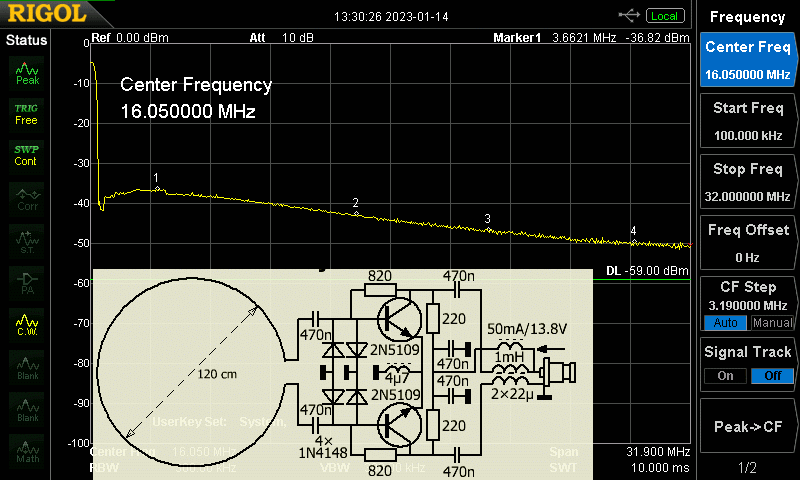 RIGOL
13:30:26 2023-01-14
Local
Frequency
Status
Ref 0.00 dBm
Att 10 dB
Marker1 3.6621 MHz -36.82 dBm
Peak
TRIG
Free
SWP
Cont
Corr
S.T.
PA
C.W.
Blank
Blank
Math
0
-10
-20
-30
-40
-50
-60
-70
-80
-90
-100
Center Frequency
16.050000 MHz
1
2
3
4
DL -59.00 dBm
820
470n
470n
220
50mA/13.8V
2N5109
1mH
470n
120 cm
4µ7
470n
2N5109
2×22µ
470n
220
4×
1N4148
820
470n
UserKey Set: System,
Center Freq 16.050 MHz
Span 31.900 MHz
RBW
VBW
SWT 10.000 ms
Center Freq
16.050000 MHz
Start Freq
100.000 kHz
Stop Freq
32.000000 MHz
Freq Offset
0 Hz
CF Step
3.190000 MHz
Auto
Manual
Signal Track
On
Off
Peak->CF
1/2